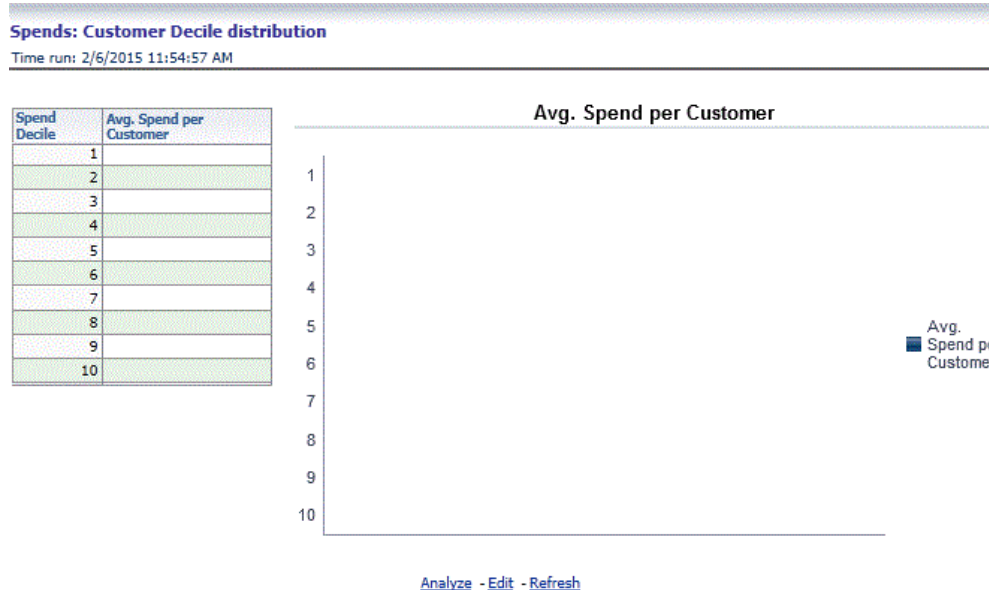 Spends: Customer Decile distribution
Time run: 2/6/2015 11:54:57 AM
Spend Decile
Avg. Spend per Customer
1
2
3
4
5
6
7
8
9
10
Avg. Spend per Customer
1
2
3
4
5
6
7
8
9
10
Avg.
Spend
Analyze - Edit - Refresh